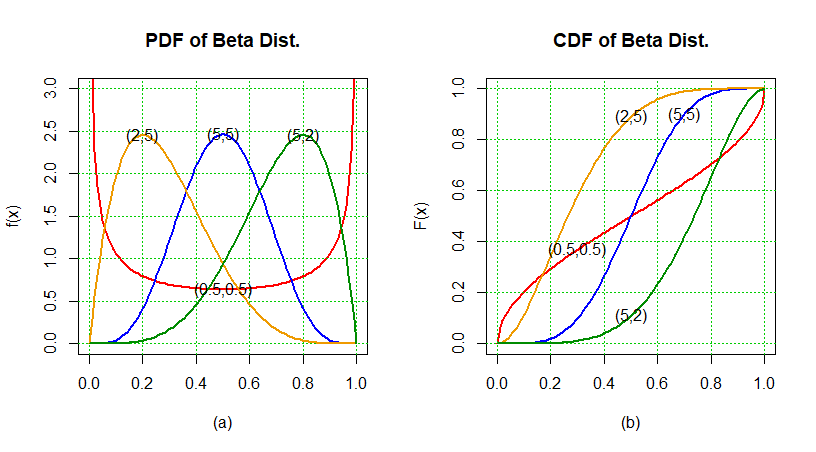 PDF of Beta Dist.
f(x)
0.0 0.5 1.0 1.5 2.0 2.5 3.0
(2,5) (5,5) (5,2)
(0.5,0.5)
0.0 0.2 0.4 0.6 0.8 1.0
(a)
CDF of Beta Dist.
F(x)
0.0 0.2 0.4 0.6 0.8 1.0
(2,5) (5,5)
(0.5,0.5)
(5,2)
0.0 0.2 0.4 0.6 0.8 1.0
(b)